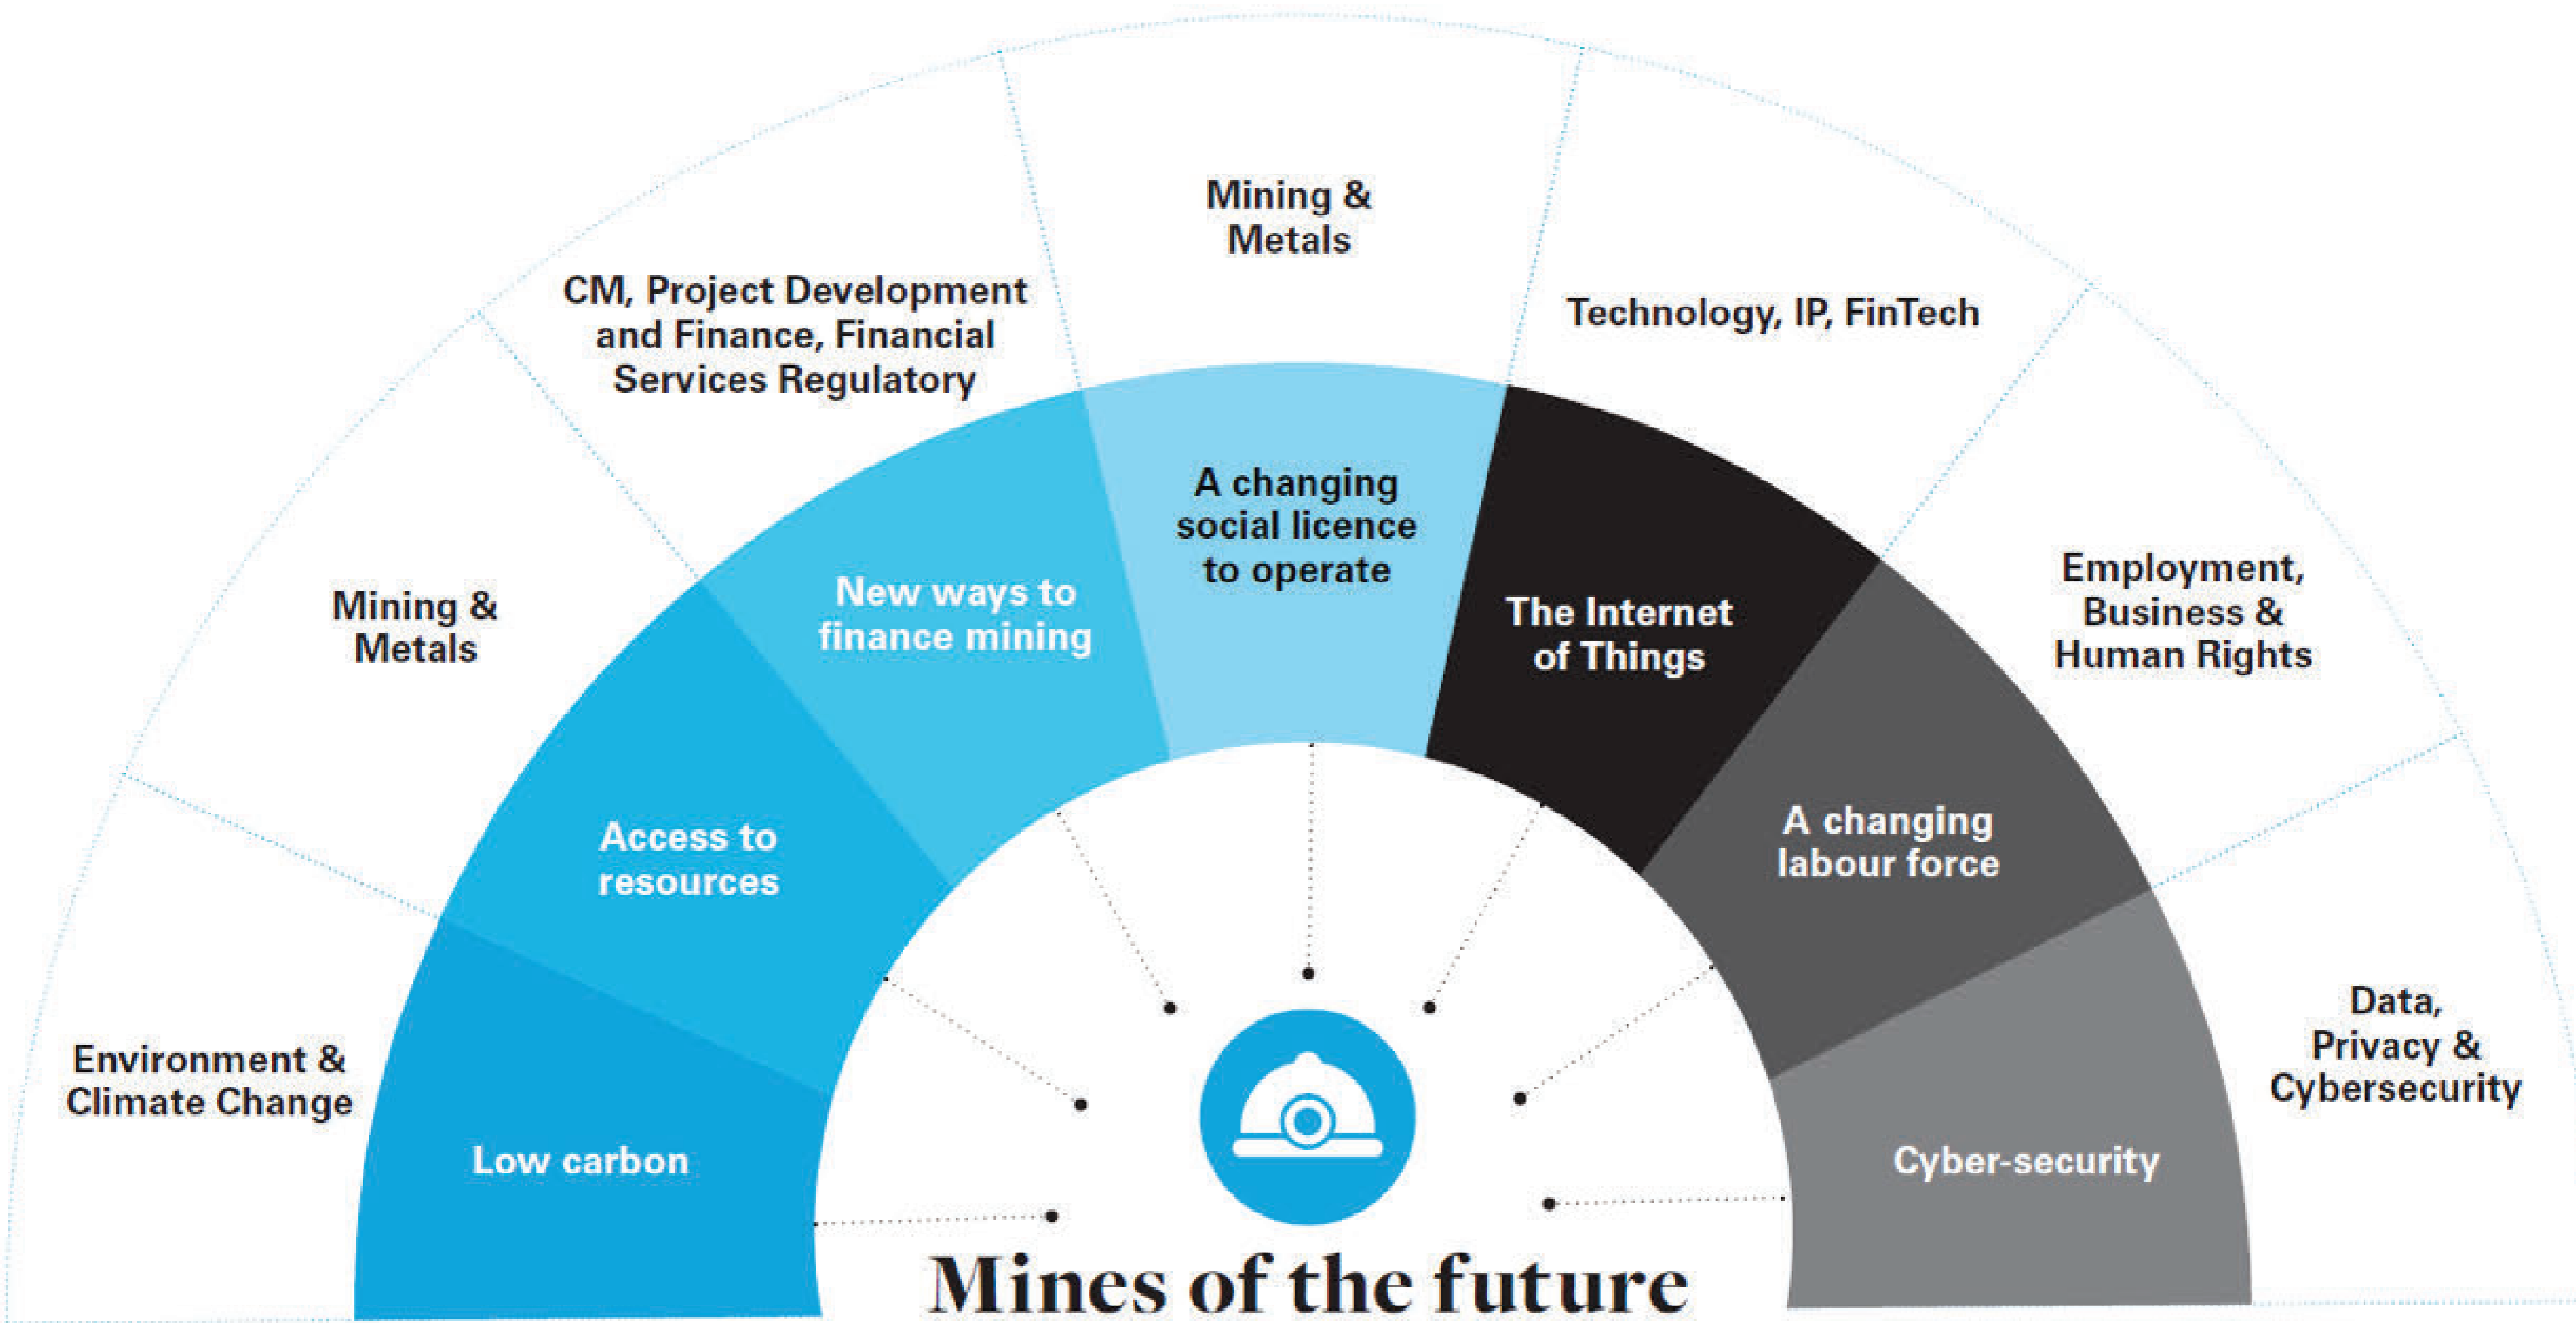 Mining &
Metals
CM, Project Development
and Finance, Financial
Services Regulatory
Technology, IP, FinTech
Mining &
Metals
Employment,
Business &
Human Rights
Environment &
Climate Change
Data,
Privacy &
Cybersecurity
Low carbon
Access to
resources
New ways to
finance mining
A changing
social licence
to operate
The Internet
of Things
A changing
labour force
Cyber-security
Mines of the future